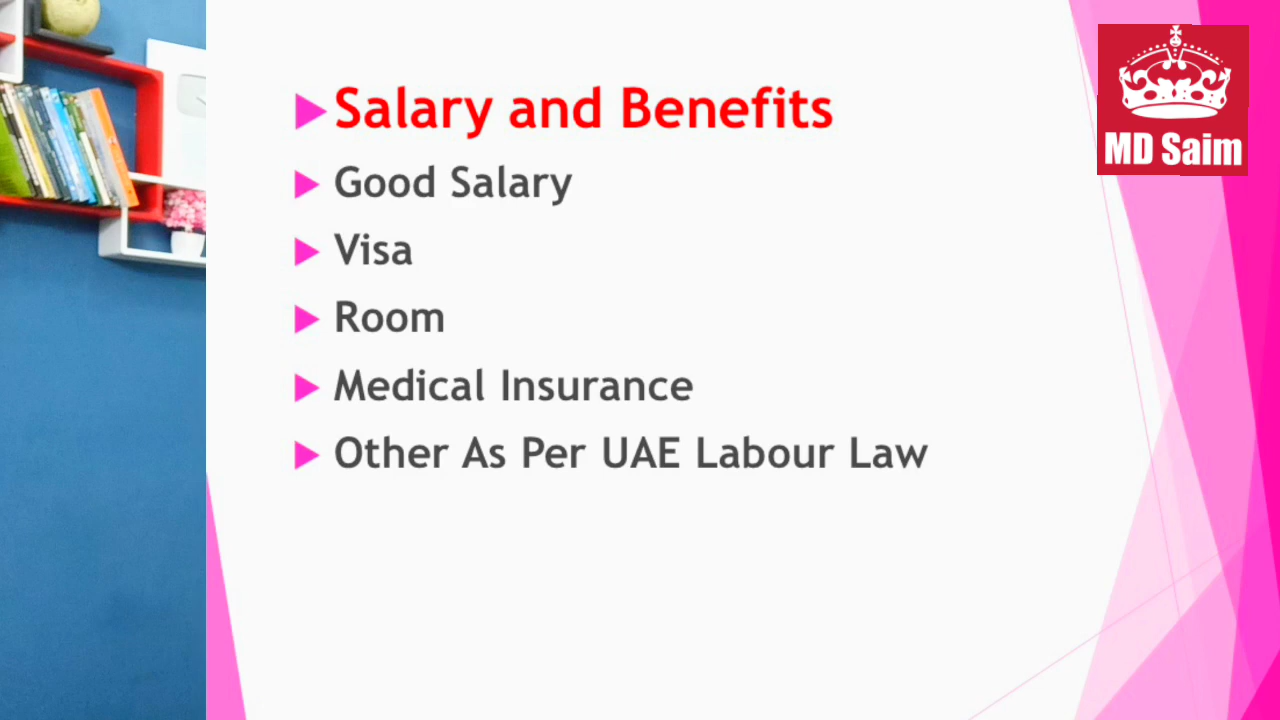 Salary and Benefits
Good Salary
Visa
Room
Medical Insurance
Other As Per UAE Labour Law
MD Saim